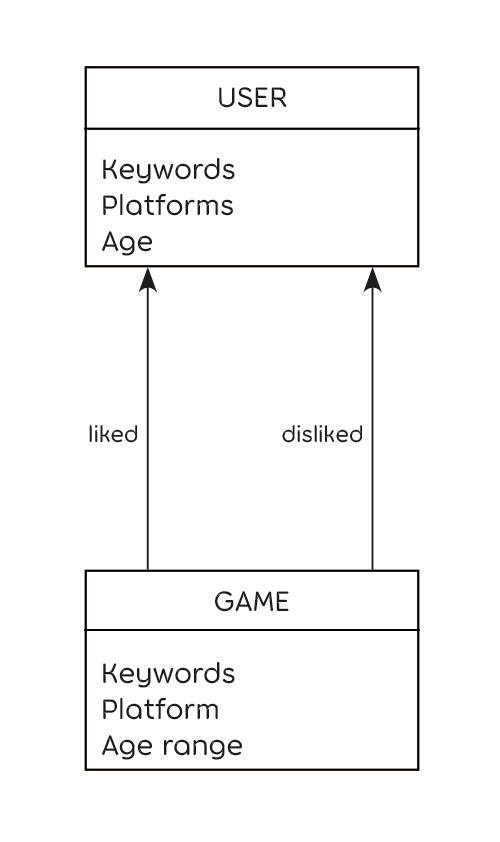 USER
Keywords
Platforms
Age
liked
disliked
GAME
Keywords
Platform
Age range